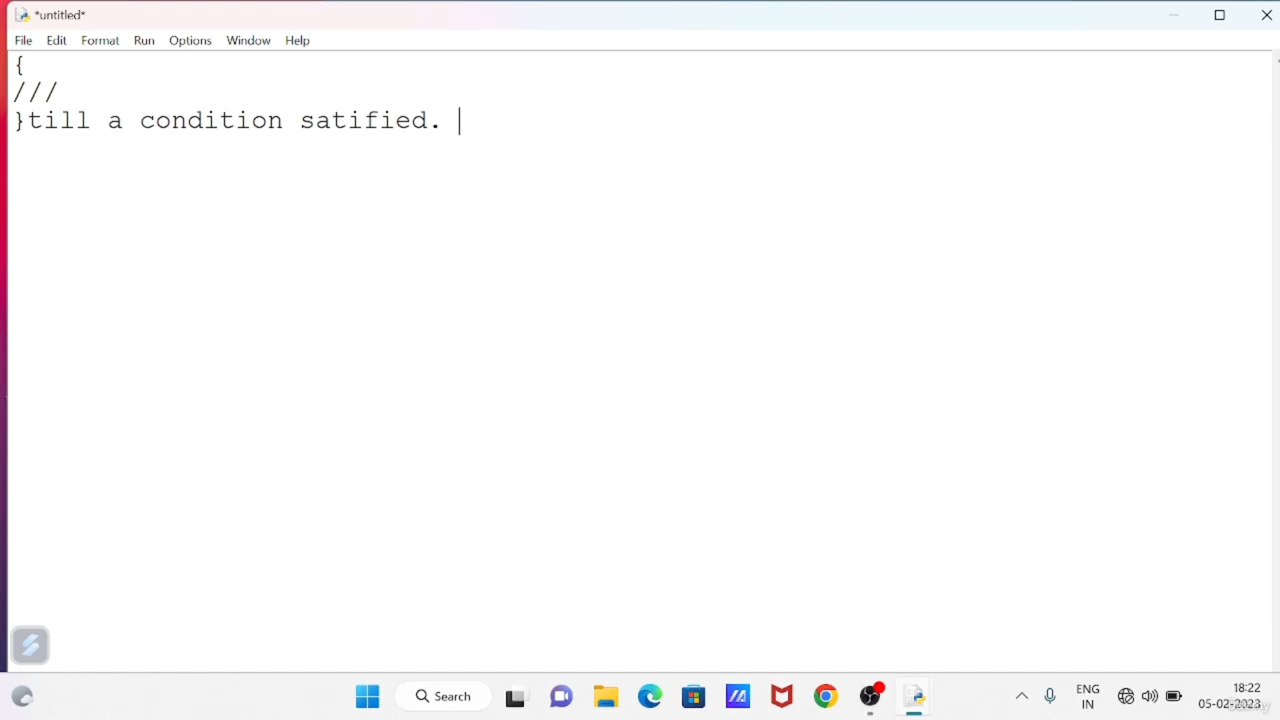 *untitled*
File Edit Format Run Options Window Help
{
///
}till a condition satified.
Search
ENG
IN
18:22
05-02-2023